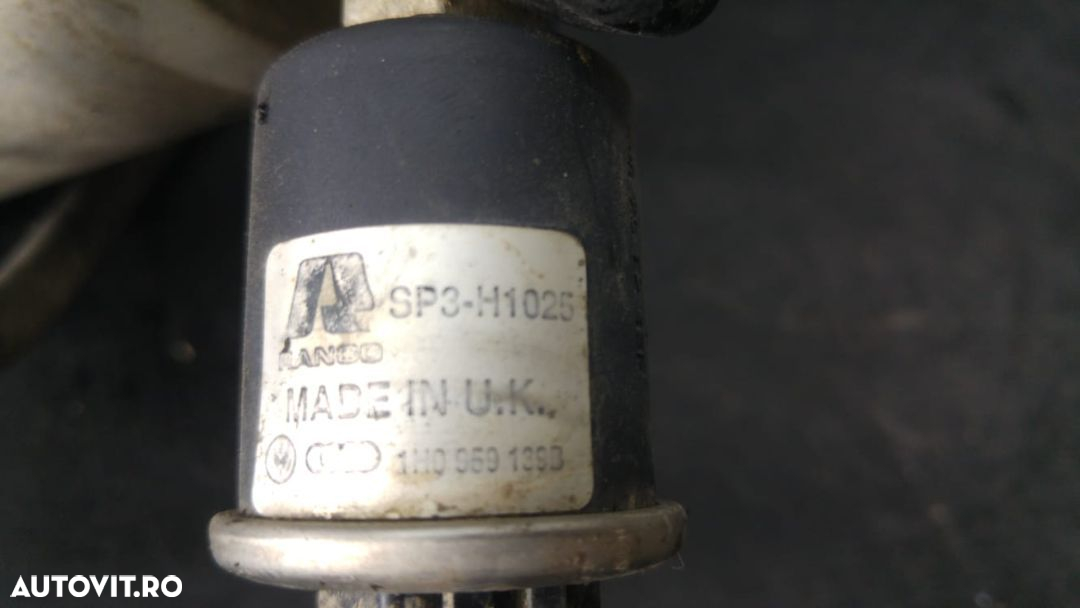 SP3-H1025
RANCO
MADE IN U.K.
1H0 959 139B
AUTOVIT.RO